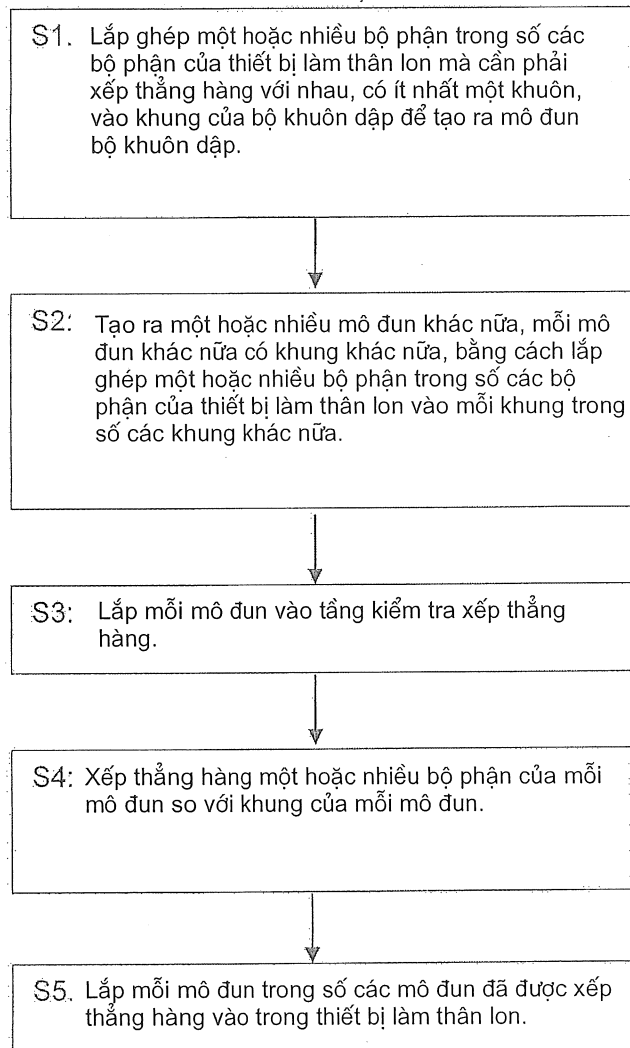 S1. Lắp ghép một hoặc nhiều bộ phận trong số các
bộ phận của thiết bị làm thân lon mà cần phải
xếp thẳng hàng với nhau, có ít nhất một khuôn,
vào khung của bộ khuôn dập để tạo ra mô đun
bộ khuôn dập.
S2: Tạo ra một hoặc nhiều mô đun khác nữa, mỗi mô
đun khác nữa có khung khác nữa, bằng cách lắp
ghép một hoặc nhiều bộ phận trong số các bộ
phận của thiết bị làm thân lon vào mỗi khung trong
số các khung khác nữa.
S3: Lắp mỗi mô đun vào tầng kiểm tra xếp thẳng
hàng.
S4: Xếp thẳng hàng một hoặc nhiều bộ phận của mỗi
mô đun so với khung của mỗi mô đun.
S5. Lắp mỗi mô đun trong số các mô đun đã được xếp
thẳng hàng vào trong thiết bị làm thân lon.